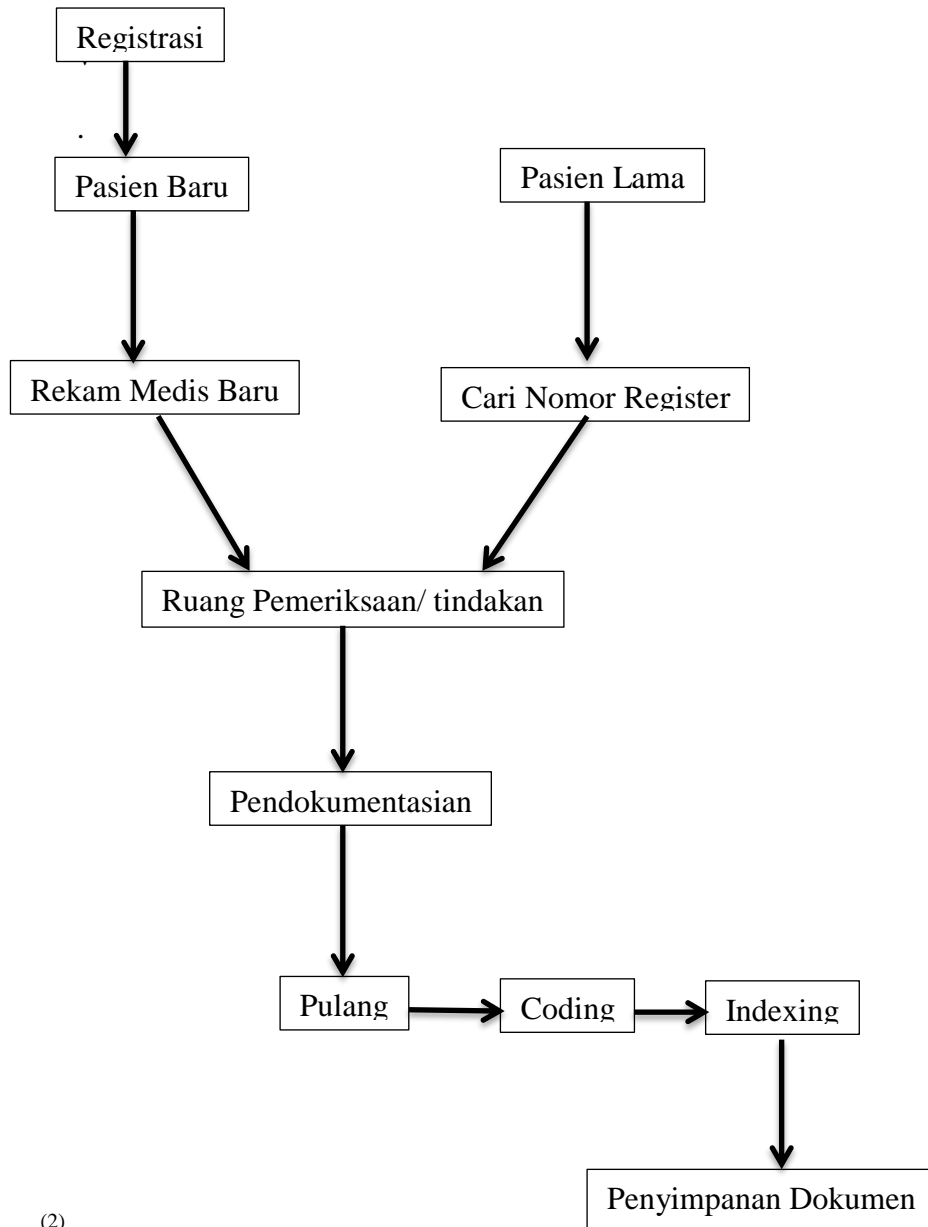 Registrasi
Pasien Baru
Pasien Lama
Rekam Medis Baru
Cari Nomor Register
Ruang Pemeriksaan/ tindakan
Pendokumentasian
Pulang
Coding
Indexing
Penyimpanan Dokumen
(2)